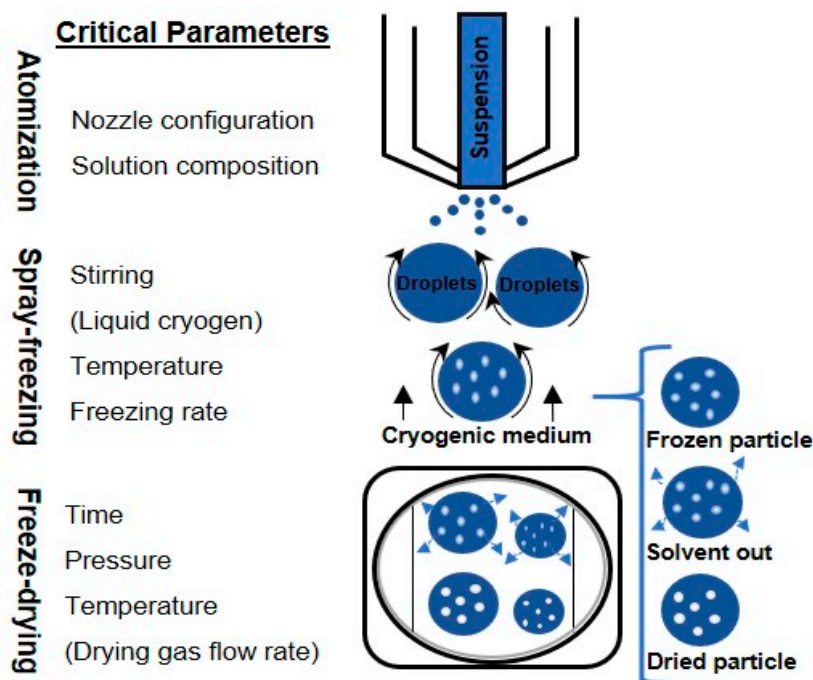 Critical Parameters
Atomization
Nozzle configuration
Solution composition
Suspension
Spray-freezing
Stirring
(Liquid cryogen)
Temperature
Freezing rate
Droplets
Droplets
Cryogenic medium
Frozen particle
Solvent out
Dried particle
Freeze-drying
Time
Pressure
Temperature
(Drying gas flow rate)